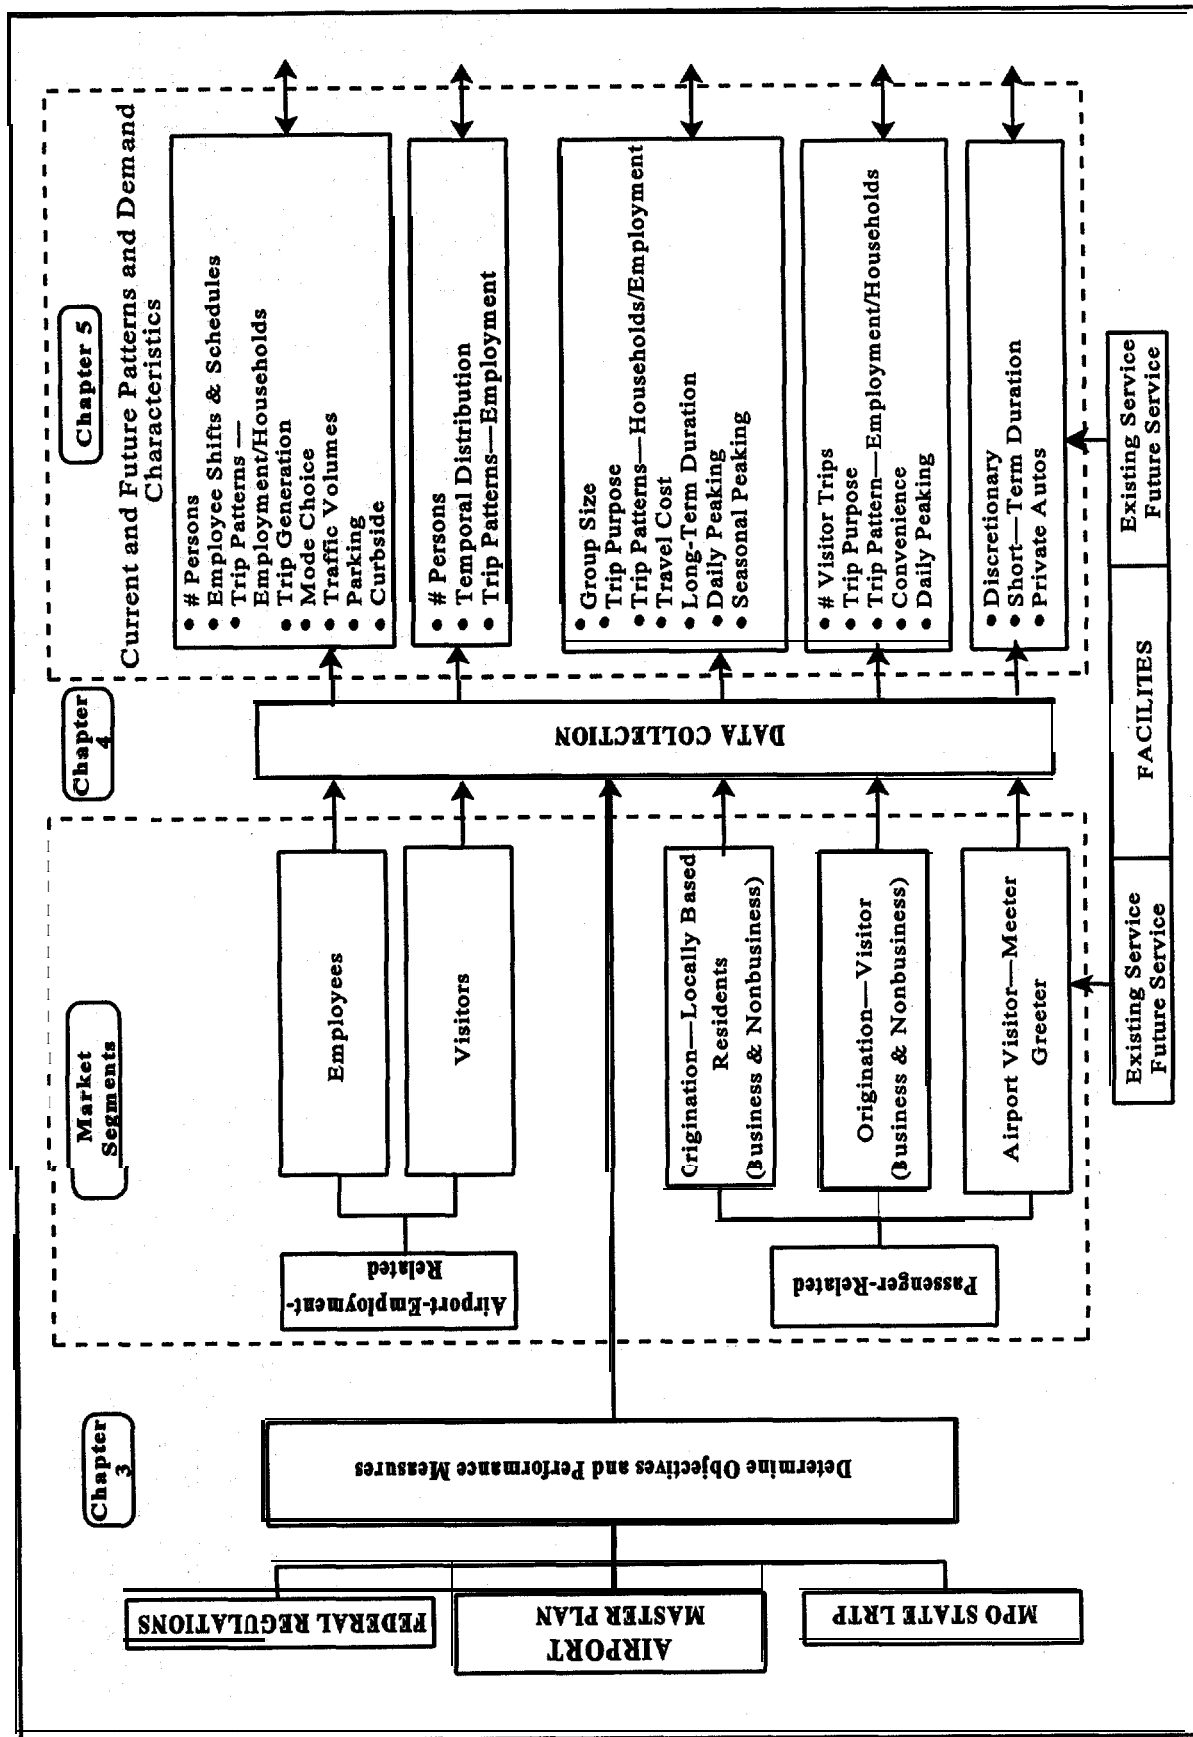 Chapter
3
FEDERAL REGULATIONS
AIRPORT
MASTER PLAN
MPO STATE LRTP
Determine Objectives and Performance Measures
Market
Segments
Airport-Employment-
Related
Employees
Visitors
Passenger-Related
Origination—Locally Based
Residents
(Business & Nonbusiness)
Origination—Visitor
(Business & Nonbusiness)
Airport Visitor—Meeter
Greeter
Chapter
4
DATA COLLECTION
Chapter 5
Current and Future Patterns and Demand
Characteristics
• # Persons
• Employee Shifts & Schedules
• Trip Patterns—
Employment/Households
• Trip Generation
• Mode Choice
• Traffic Volumes
• Parking
• Curbside
• # Persons
• Temporal Distribution
• Trip Patterns—Employment
• Group Size
• Trip Purpose
• Trip Patterns—Households/Employment
• Travel Cost
• Long-Term Duration
• Daily Peaking
• Seasonal Peaking
• # Visitor Trips
• Trip Purpose
• Trip Pattern—Employment/Households
• Convenience
• Daily Peaking
• Discretionary
• Short—Term Duration
• Private Autos
Existing Service
Future Service
FACILITES
Existing Service
Future Service